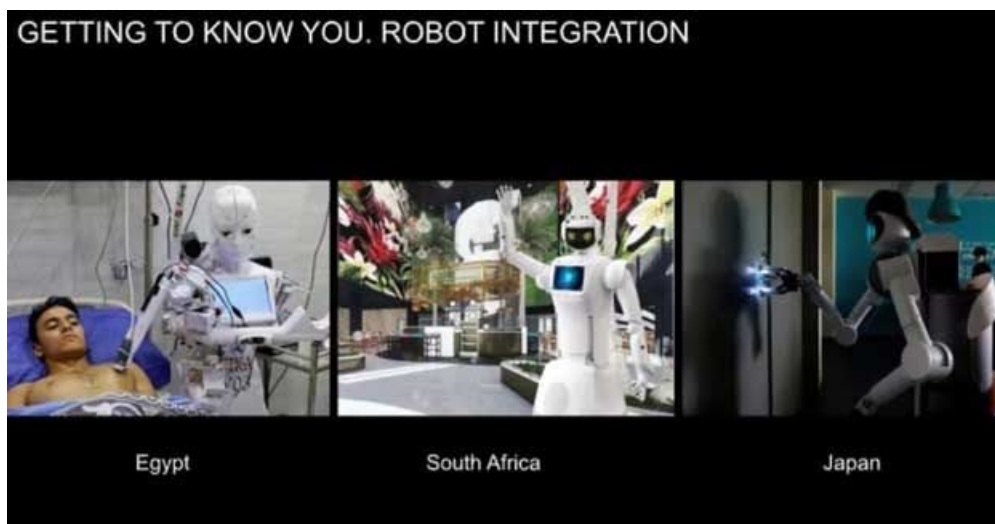 GETTING TO KNOW YOU. ROBOT INTEGRATION
Egypt
South Africa
Japan